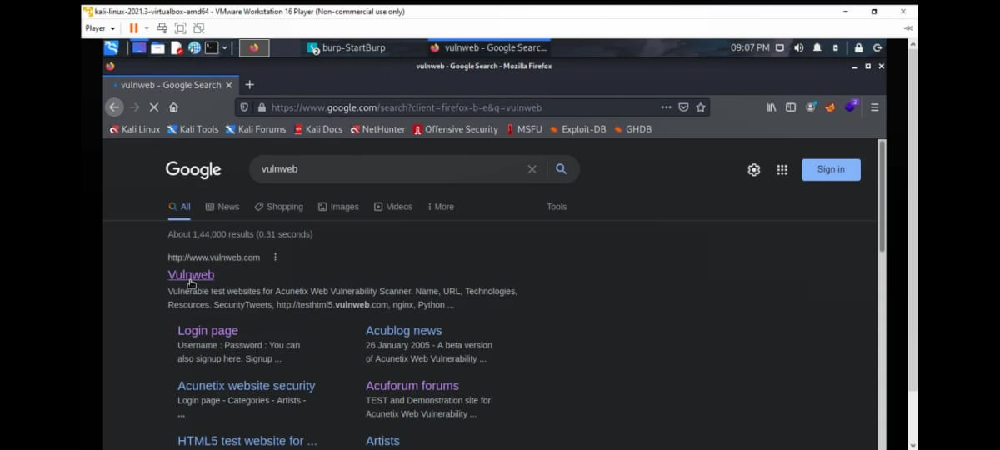 kali-linux-2021.3-virtualbox-amd64 - VMware Workstation 16 Player (Non-commercial use only)
Player
burp-StartBurp
vulnweb - Google Searc...
09:07 PM
vulnweb - Google Search - Mozilla Firefox
vulnweb - Google Search
https://www.google.com/search?client=firefox-b-e&q=vulnweb
2
Kali Linux Kali Tools Kali Forums Kali Docs NetHunter Offensive Security MSFU Exploit-DB GHDB
Google
vulnweb
Sign in
All News Shopping Images Videos More Tools
About 1,44,000 results (0.31 seconds)
http://www.vulnweb.com
Vulnweb
Vulnerable test websites for Acunetix Web Vulnerability Scanner. Name, URL, Technologies,
Resources. SecurityTweets, http://testhtml5.vulnweb.com, nginx, Python ...
Login page
Username : Password : You can
also signup here. Signup ...
Acublog news
26 January 2005 - A beta version
of Acunetix Web Vulnerability ...
Acunetix website security
Login page - Categories - Artists -
...
Acuforum forums
TEST and Demonstration site for
Acunetix Web Vulnerability ...
HTML5 test website for ...
Artists